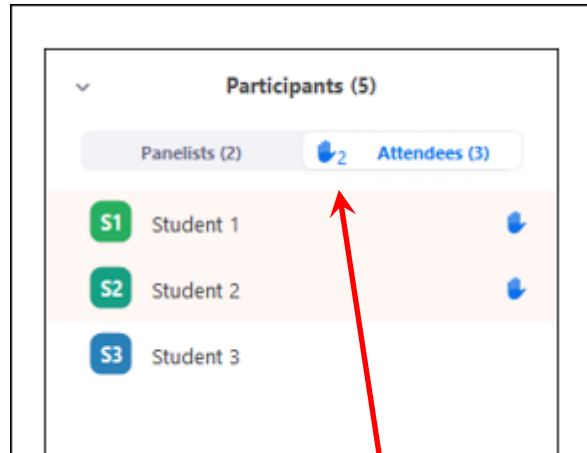 Participants (5)
Panelists (2) 2 Attendees (3)
S1 Student 1
S2 Student 2
S3 Student 3